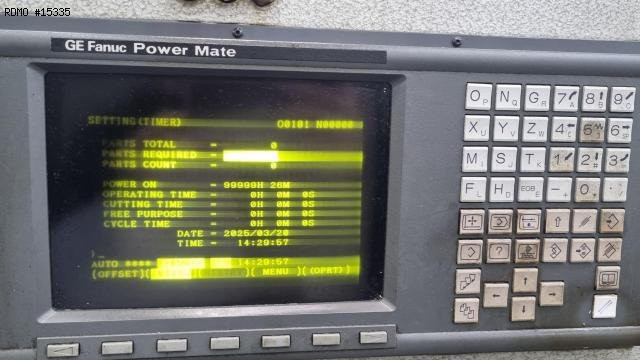 RDMO #15335
GE Fanuc Power Mate
SETTING(TIMER) O0101 N00000
PARTS TOTAL = 0
PARTS REQUIRED =
PARTS COUNT = 0
POWER ON = 99999H 26M
OPERATING TIME = 0H 0M 0S
CUTTING TIME = 0H 0M 0S
FREE PURPOSE = 0H 0M 0S
CYCLE TIME = 0H 0M 0S
DATE = 2025/03/20
TIME = 14:29:57
)_
AUTO **** 14:29:57
[OFFSET] [ MENU ] [(OPRT)]
O P N Q G R 7 A 8 B 9
X U Y V Z W 4 6 SP
M I S J T K 1 2 # 3
F L H D EOB E - 0 .